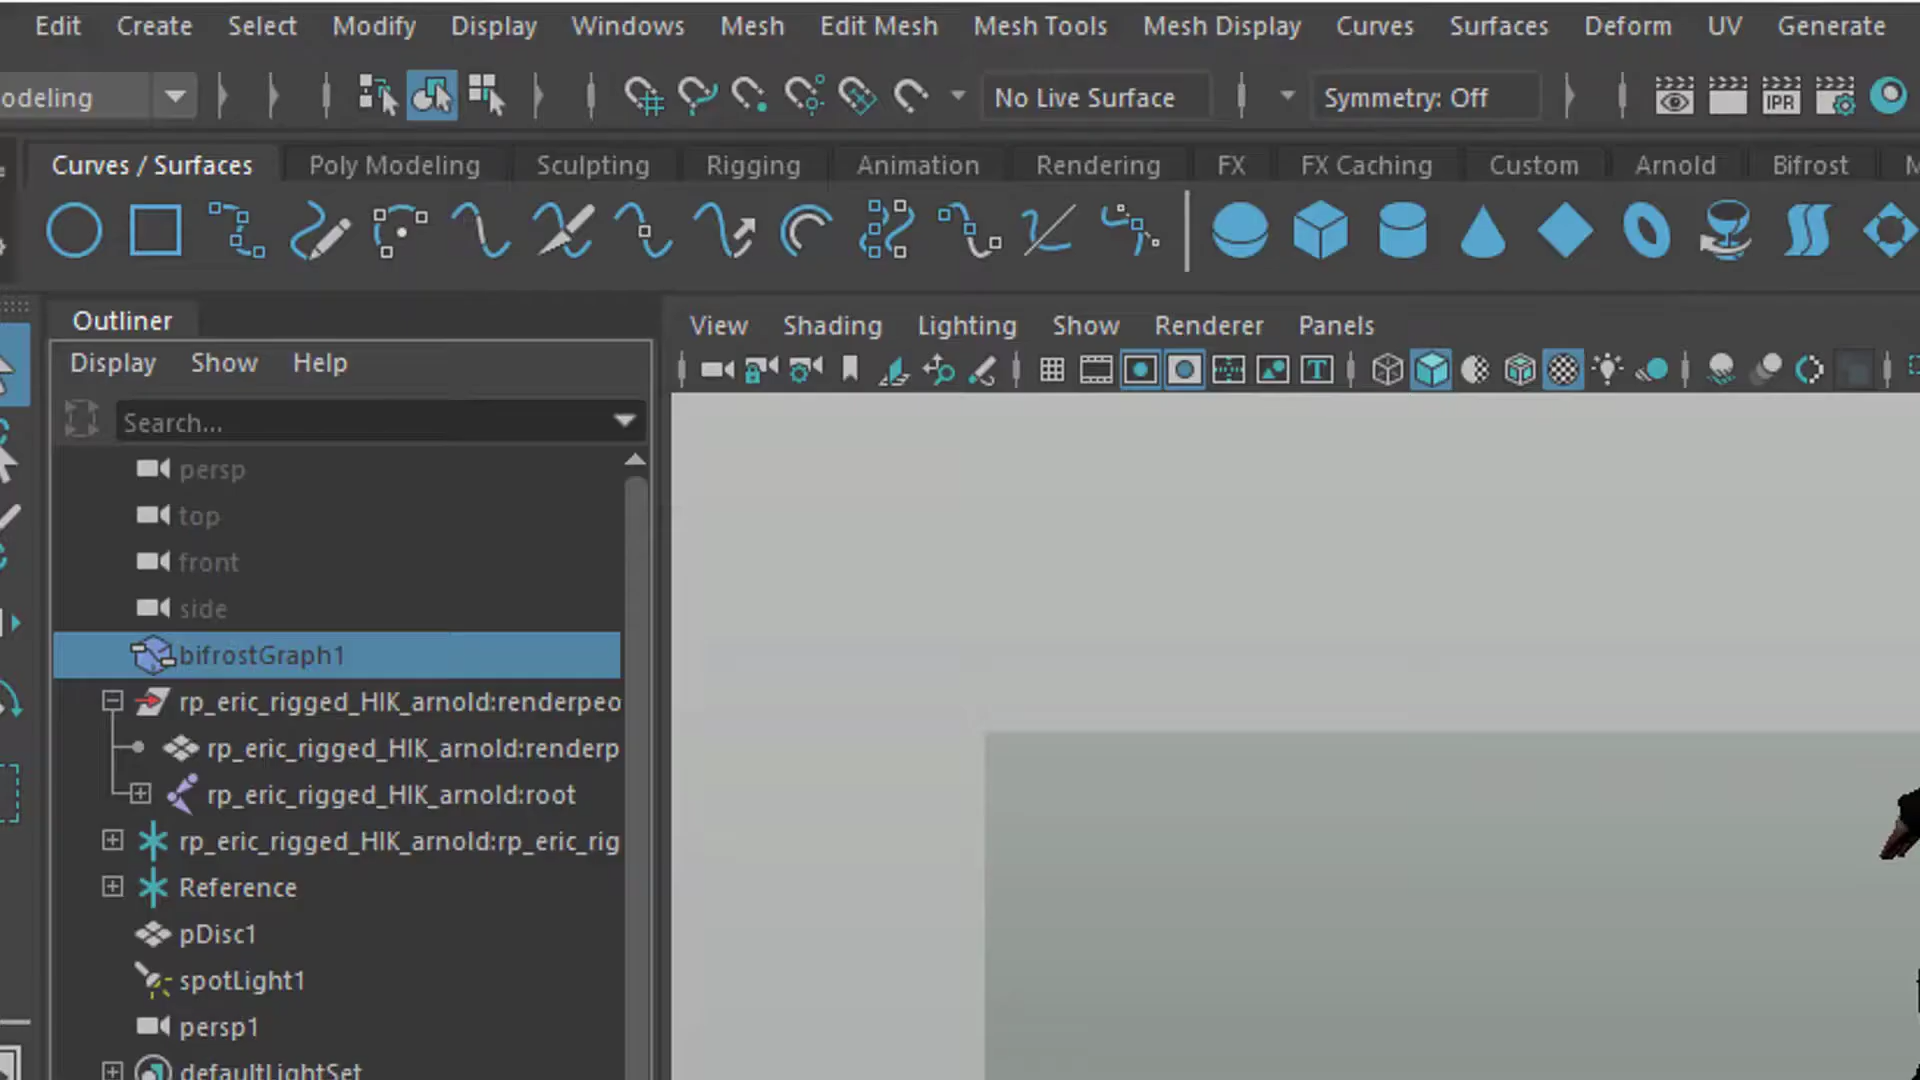 Edit Create Select Modify Display Windows Mesh Edit Mesh Mesh Tools Mesh Display Curves Surfaces Deform UV Generate
odeling No Live Surface Symmetry: Off IPR
Curves / Surfaces Poly Modeling Sculpting Rigging Animation Rendering FX FX Caching Custom Arnold Bifrost M
Outliner
View Shading Lighting Show Renderer Panels
Display Show Help
T
Search...
persp
top
front
side
bifrostGraph1
rp_eric_rigged_HIK_arnold:renderpeo
rp_eric_rigged_HIK_arnold:renderp
rp_eric_rigged_HIK_arnold:root
rp_eric_rigged_HIK_arnold:rp_eric_rig
Reference
pDisc1
spotLight1
persp1
defaultLightSet